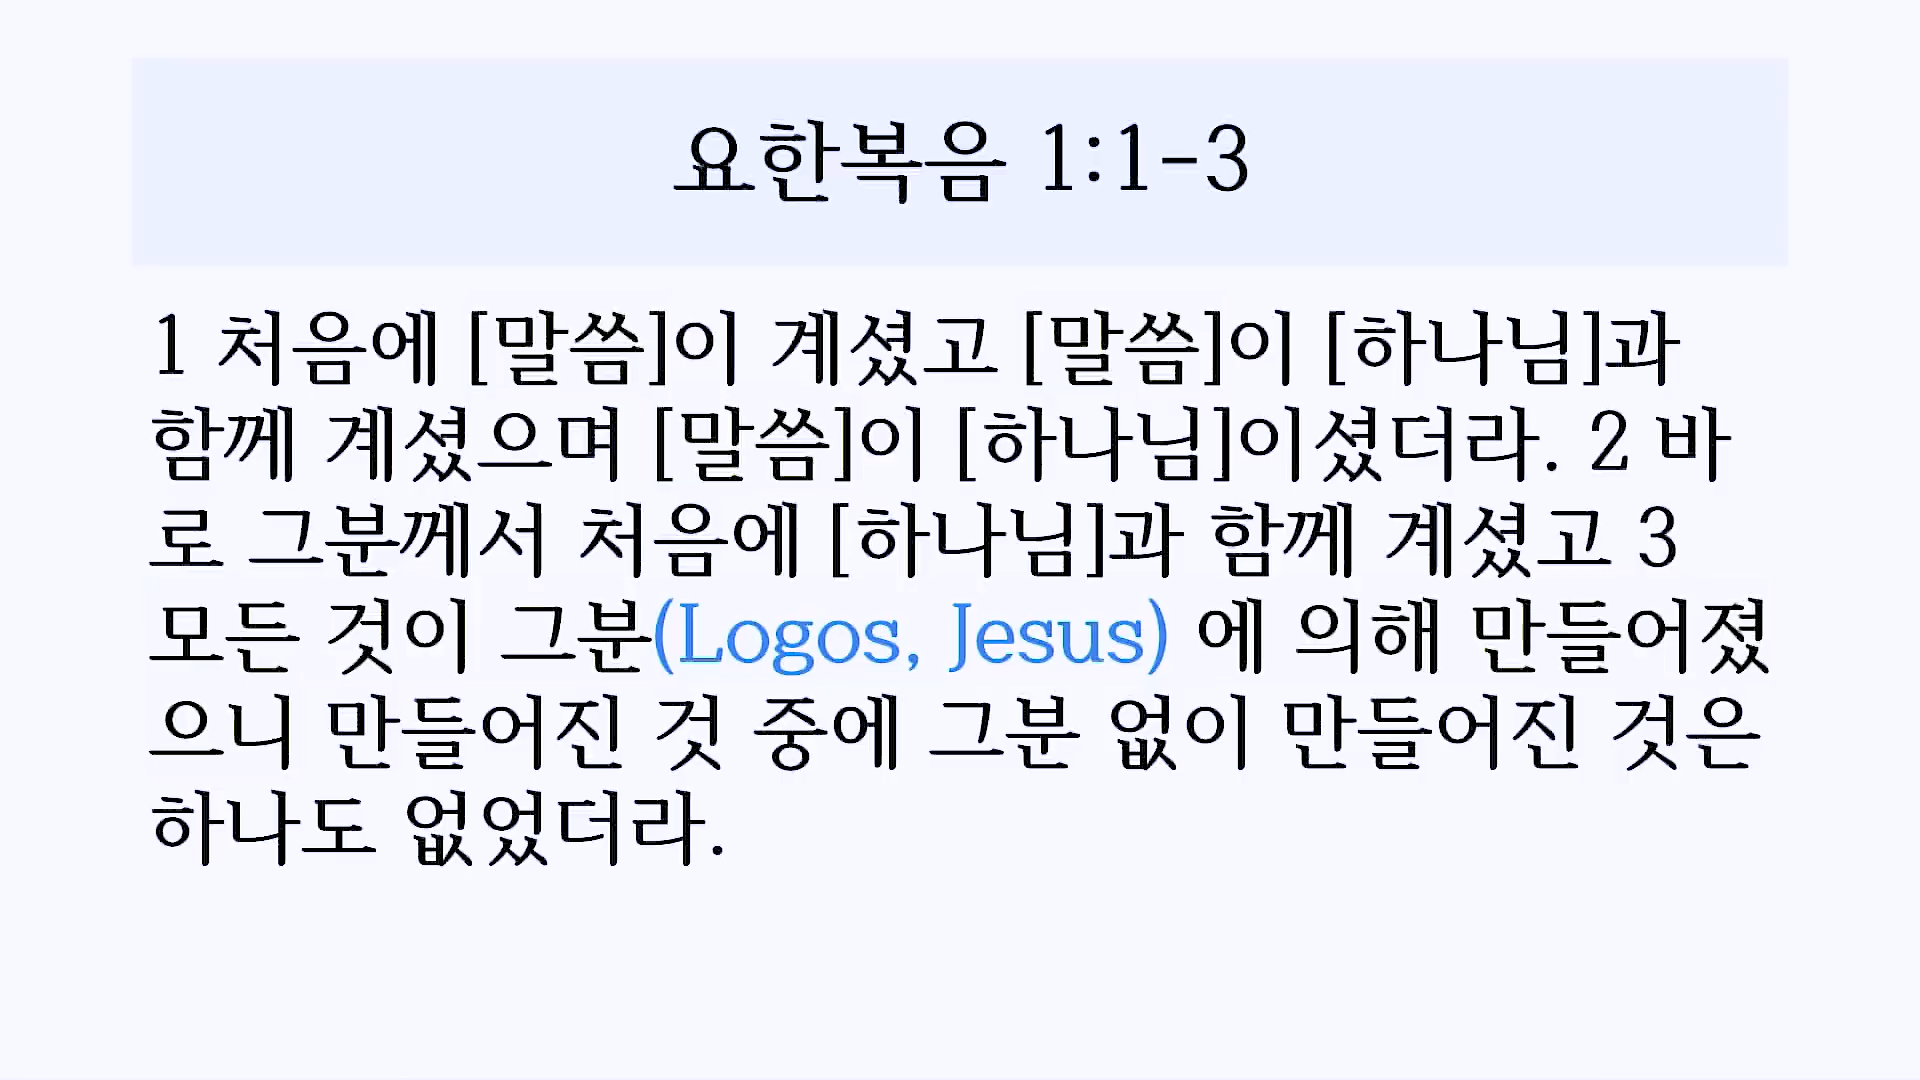 요한복음 1:1-3
1 처음에 [말씀]이 계셨고 [말씀]이 [하나님]과
함께 계셨으며 [말씀]이 [하나님]이셨더라. 2 바
로 그분께서 처음에 [하나님]과 함께 계셨고 3
모든 것이 그분(Logos, Jesus) 에 의해 만들어졌
으니 만들어진 것 중에 그분 없이 만들어진 것은
하나도 없었더라.